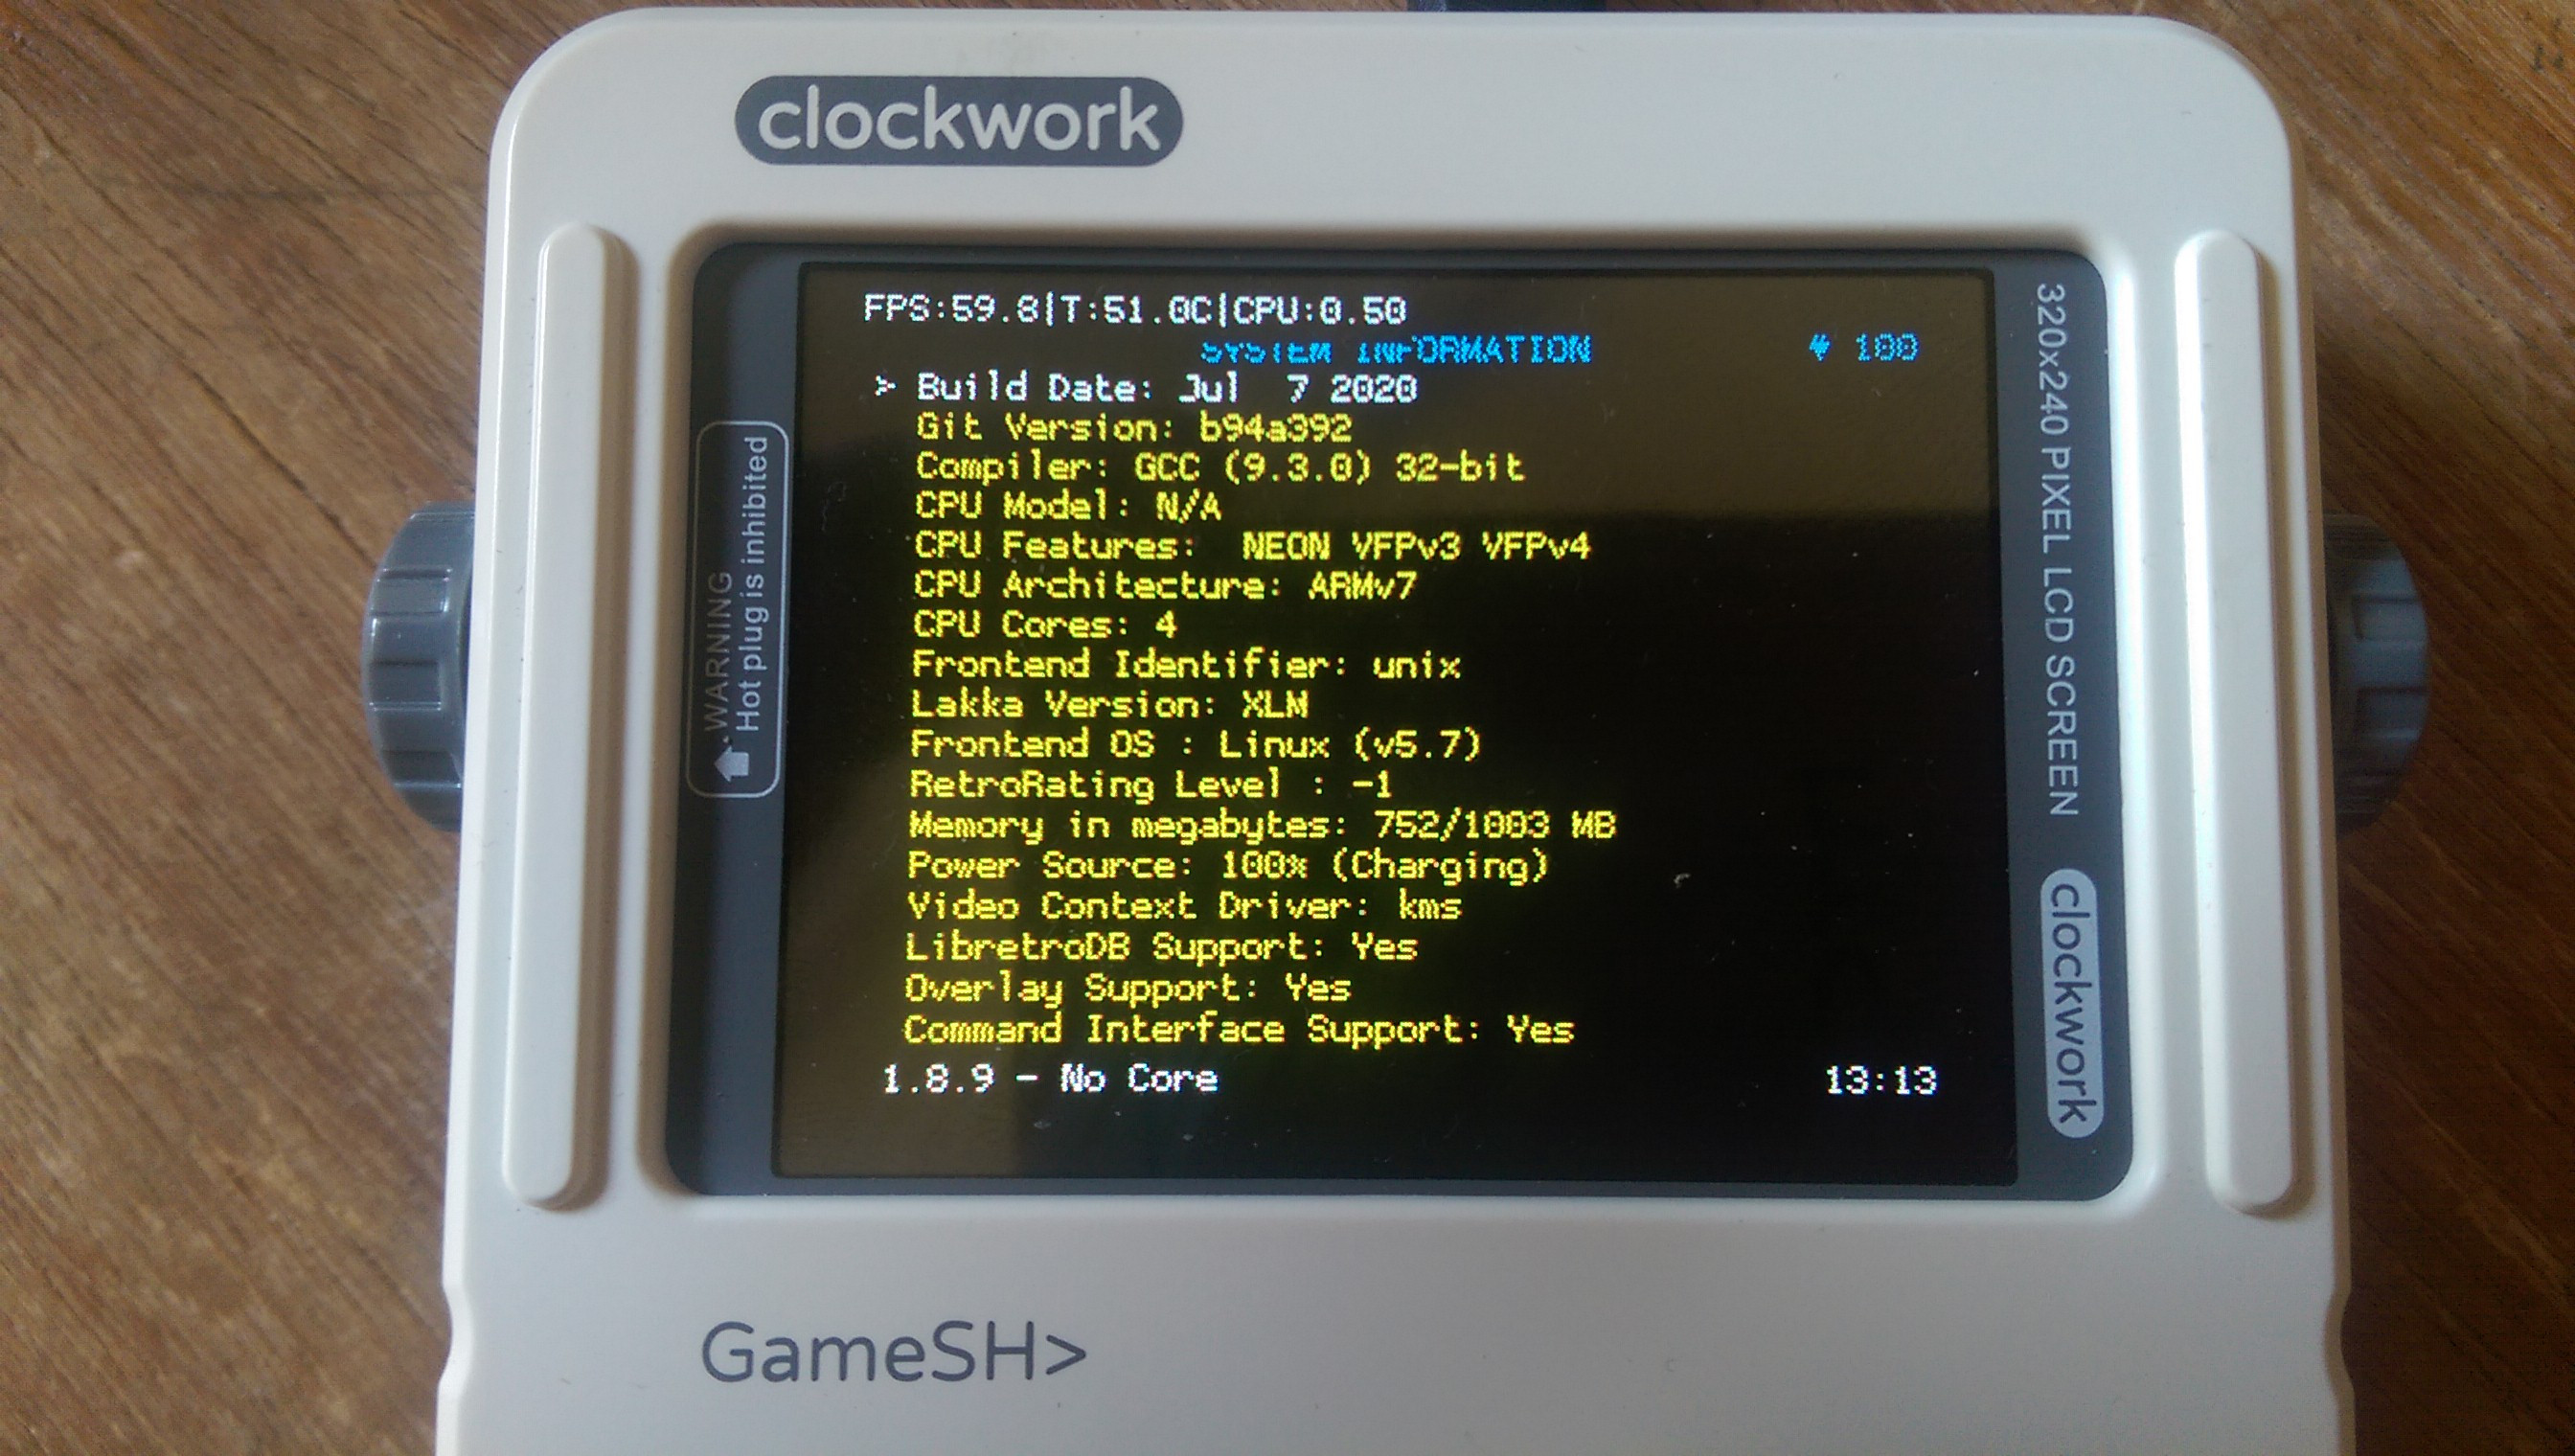 clockwork
FPS:59.8|T:51.0C|CPU:0.50
SYSTEM INFORMATION 100
> Build Date: Jul  7 2020
Git Version: b94a392
Compiler: GCC (9.3.0) 32-bit
CPU Model: N/A
CPU Features:  NEON VFPv3 VFPv4
CPU Architecture: ARMv7
CPU Cores: 4
Frontend Identifier: unix
Lakka Version: XLM
Frontend OS : Linux (v5.7)
RetroRating Level : -1
Memory in megabytes: 752/1003 MB
Power Source: 100% (Charging)
Video Context Driver: kms
LibretroDB Support: Yes
Overlay Support: Yes
Command Interface Support: Yes
1.8.9 - No Core 13:13
WARNING
Hot plug is inhibited
320x240 PIXEL LCD SCREEN clockwork
GameSH>